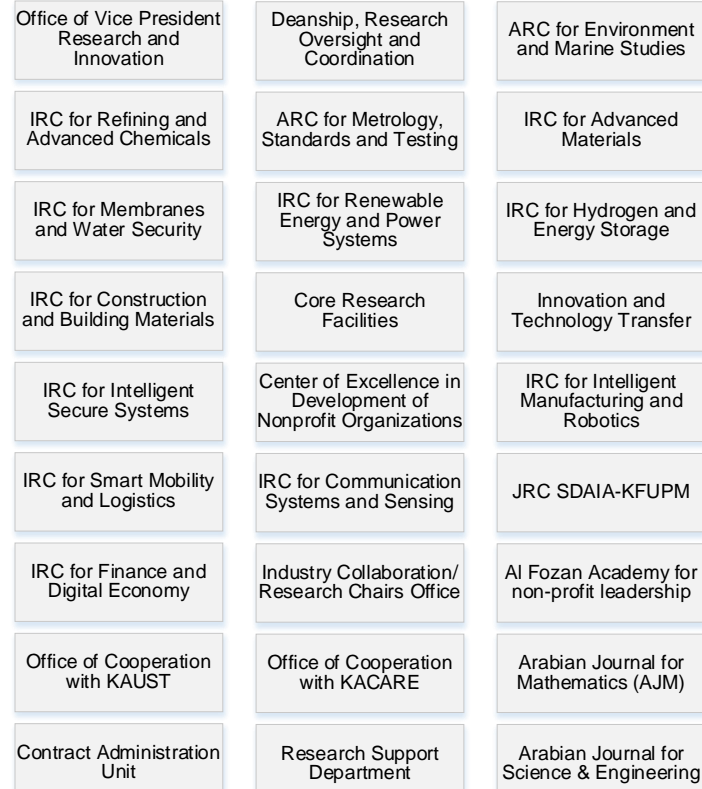 Office of Vice President
Research and
Innovation
Deanship, Research
Oversight and
Coordination
ARC for Environment
and Marine Studies
IRC for Refining and
Advanced Chemicals
ARC for Metrology,
Standards and Testing
IRC for Advanced
Materials
IRC for Membranes
and Water Security
IRC for Renewable
Energy and Power
Systems
IRC for Hydrogen and
Energy Storage
IRC for Construction
and Building Materials
Core Research
Facilities
Innovation and
Technology Transfer
IRC for Intelligent
Secure Systems
Center of Excellence in
Development of
Nonprofit Organizations
IRC for Intelligent
Manufacturing and
Robotics
IRC for Smart Mobility
and Logistics
IRC for Communication
Systems and Sensing
JRC SDAIA-KFUPM
IRC for Finance and
Digital Economy
Industry Collaboration/
Research Chairs Office
Al Fozan Academy for
non-profit leadership
Office of Cooperation
with KAUST
Office of Cooperation
with KACARE
Arabian Journal for
Mathematics (AJM)
Contract Administration
Unit
Research Support
Department
Arabian Journal for
Science & Engineering